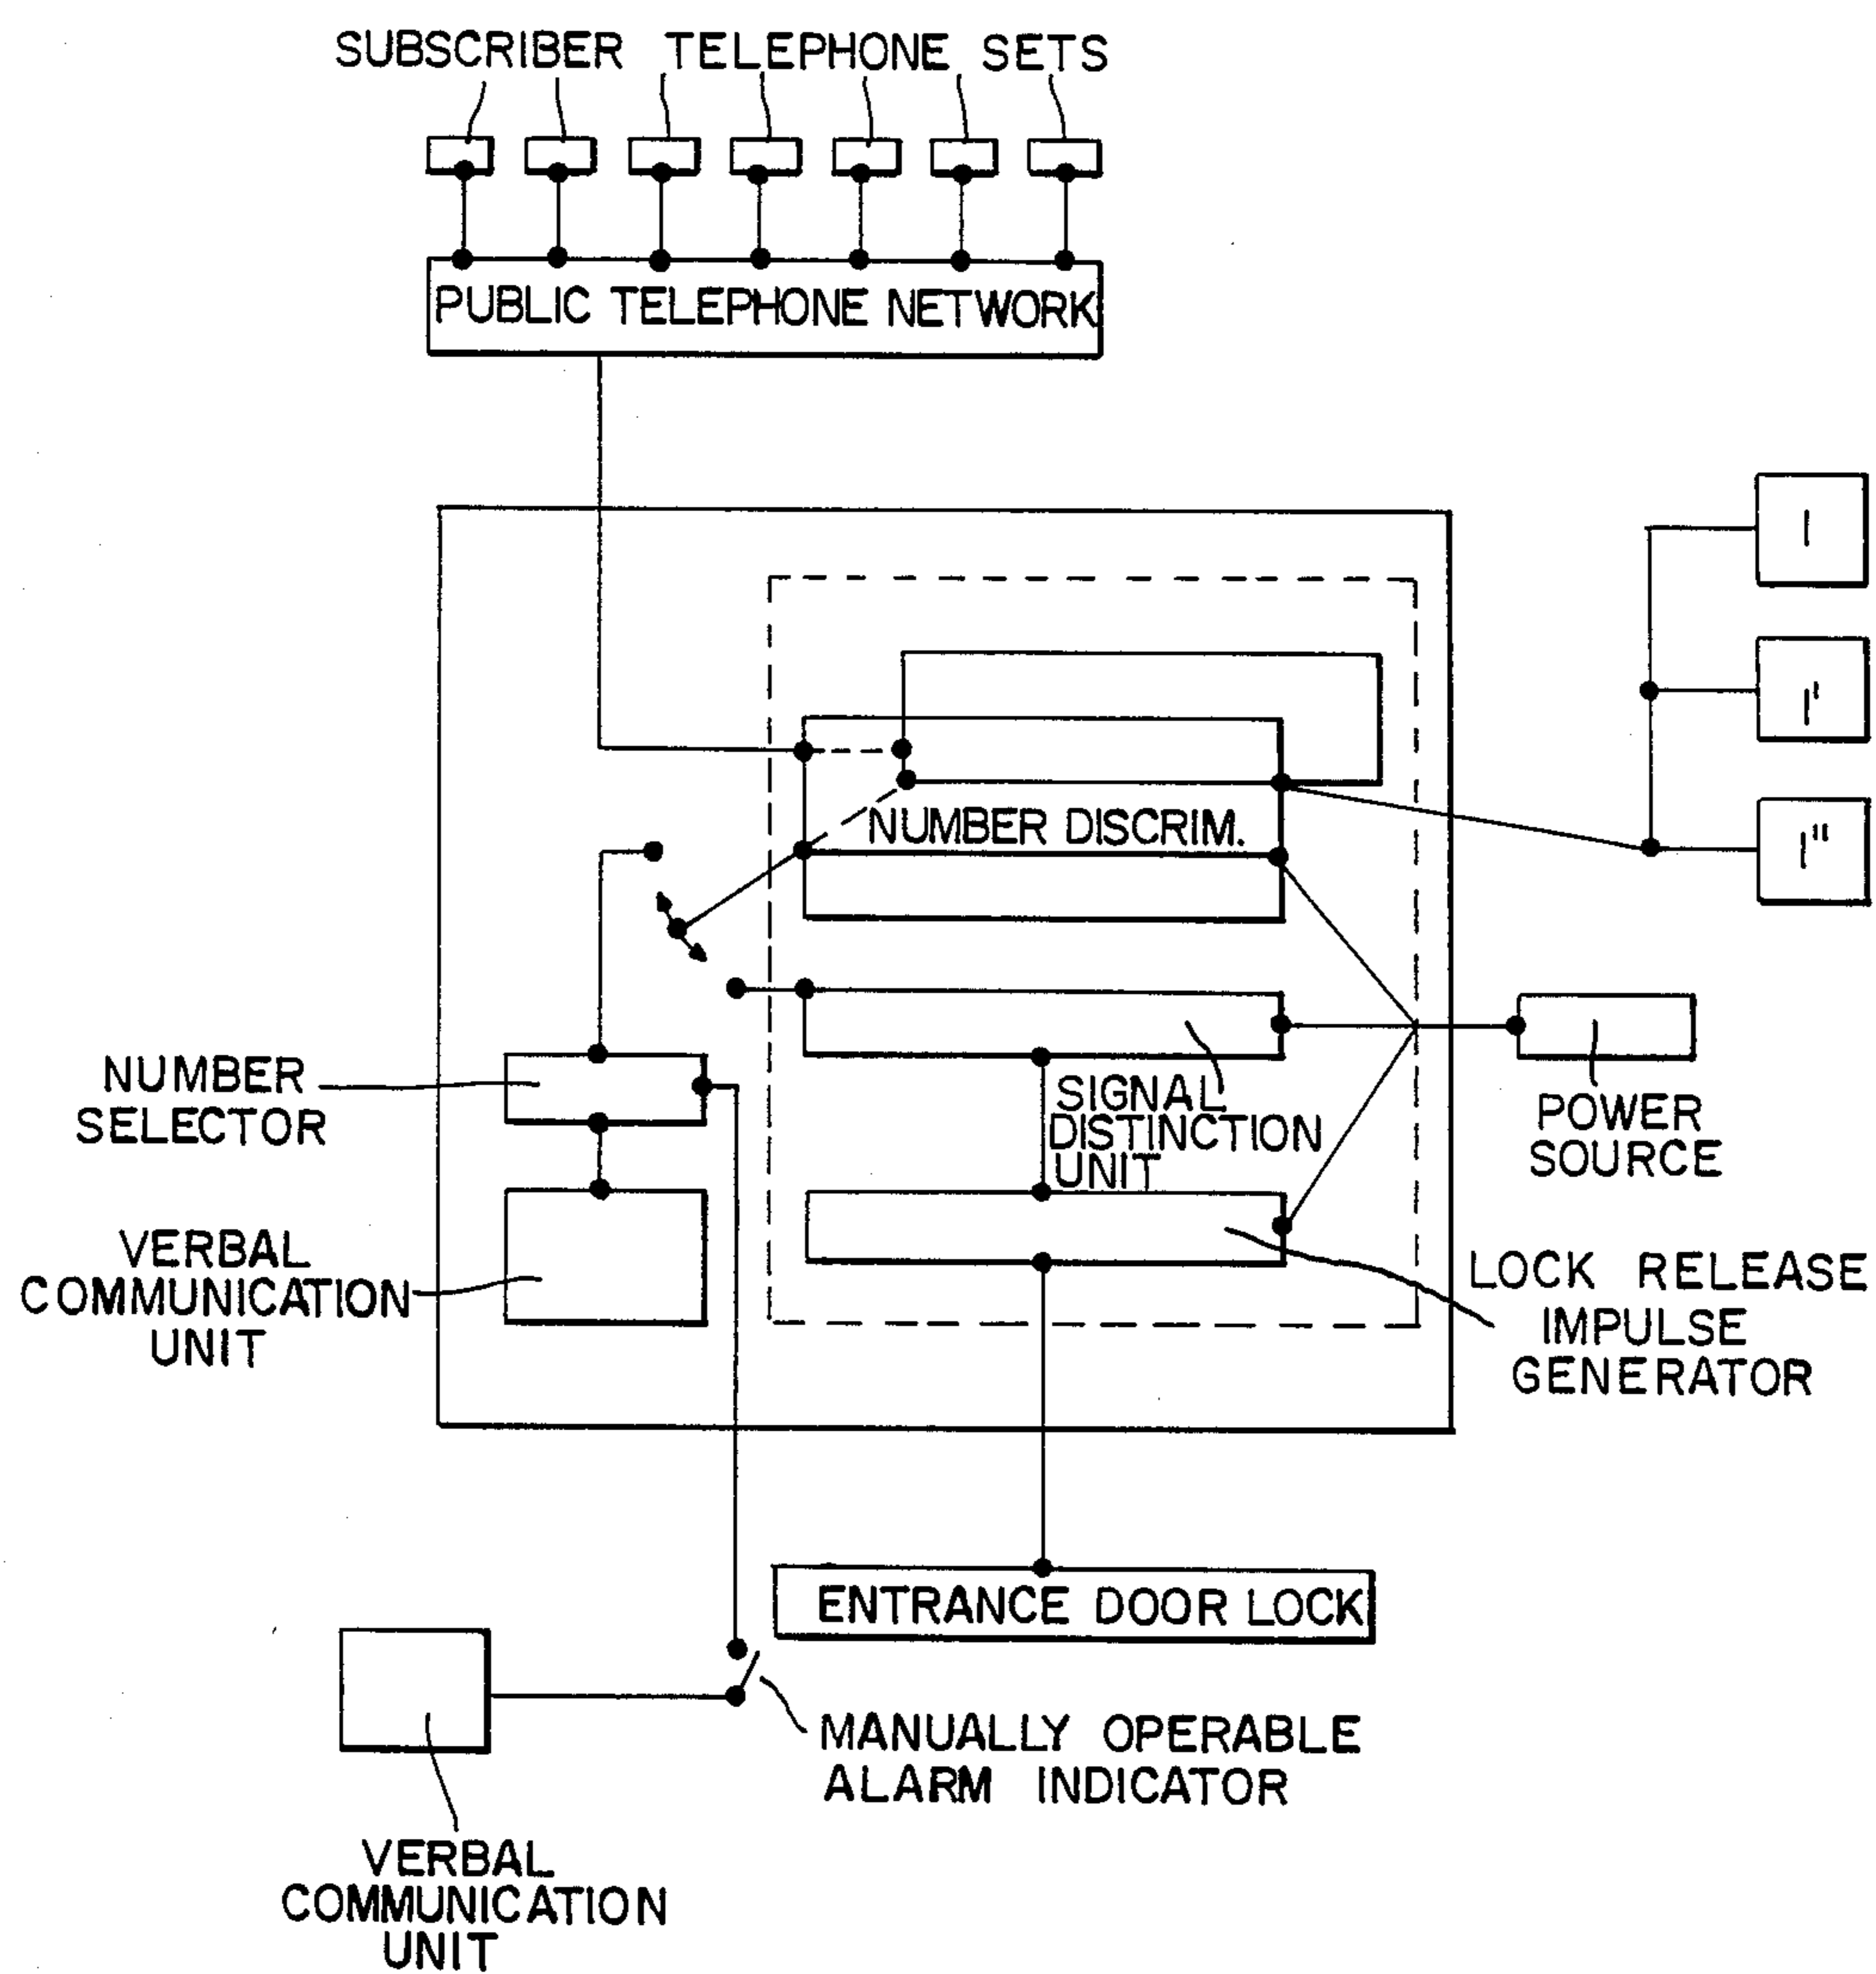 SUBSCRIBER TELEPHONE SETS
PUBLIC TELEPHONE NETWORK
I
I'
I"
NUMBER DISCRIM.
NUMBER
SELECTOR
SIGNAL
DISTINCTION
UNIT
POWER
SOURCE
VERBAL
COMMUNICATION
UNIT
LOCK RELEASE
IMPULSE
GENERATOR
ENTRANCE DOOR LOCK
MANUALLY OPERABLE
ALARM INDICATOR
VERBAL
COMMUNICATION
UNIT